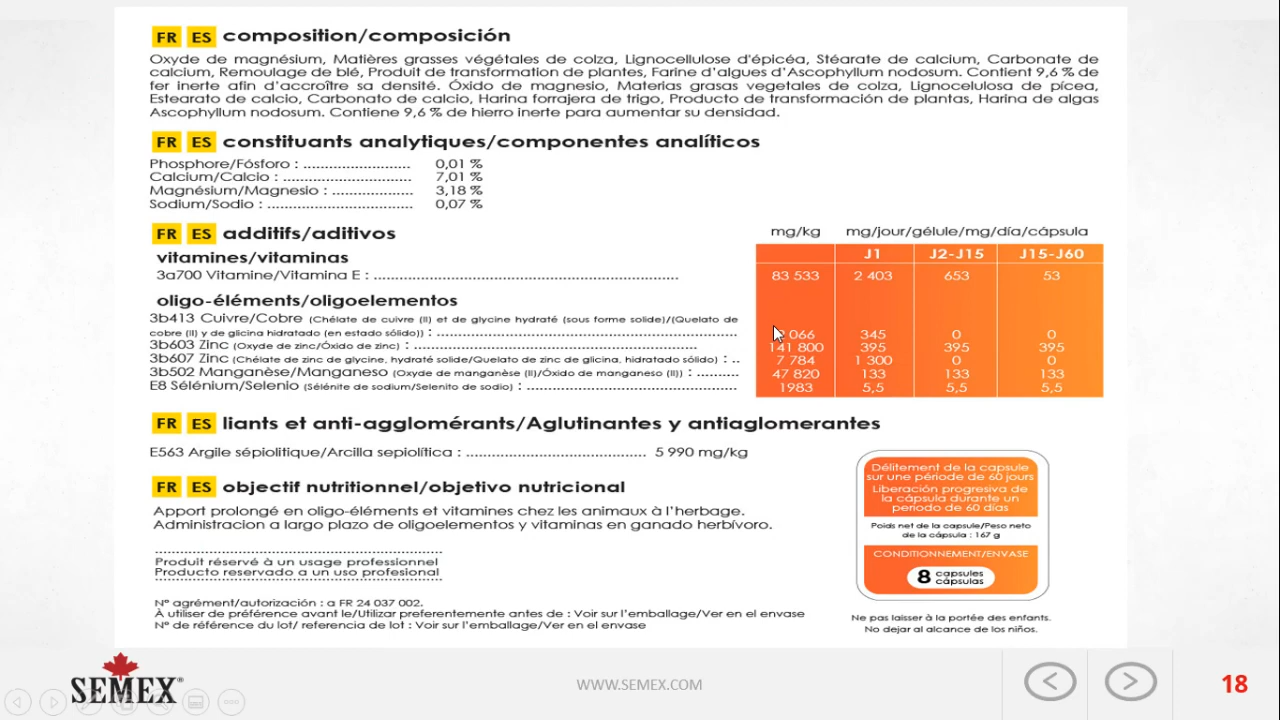 FR ES composition/composición
Oxyde de magnésium, Matières grasses végétales de colza, Lignocellulose d'épicéa, Stéarate de calcium, Carbonate de
calcium, Remoulage de blé, Produit de transformation de plantes, Farine d'algues d'Ascophyllum nodosum. Contient 9,6 % de
fer inerte afin d'accroître sa densité. Óxido de magnesio, Materias grasas vegetales de colza, Lignocelulosa de pícea,
Estearato de calcio, Carbonato de calcio, Harina forrajera de trigo, Producto de transformación de plantas, Harina de algas
Ascophyllum nodosum. Contiene 9,6 % de hierro inerte para aumentar su densidad.
FR ES constituants analytiques/componentes analíticos
Phosphore/Fósforo : ........................ 0,01 %
Calcium/Calcio : ............................. 7,01 %
Magnésium/Magnesio : .................. 3,18 %
Sodium/Sodio : ................................. 0,07 %
FR ES additifs/aditivos
mg/kg mg/jour/gélule/mg/día/cápsula
J1 J2-J15 J15-J60
vitamines/vitaminas
3a700 Vitamine/Vitamina E : ..................................................................... 83 533 2 403 653 53
oligo-éléments/oligoelementos
3b413 Cuivre/Cobre (Chélate de cuivre (II) et de glycine hydraté (sous forme solide)/(Quelato de
cobre (II) y de glicina hidratado (en estado sólido)) : .................................................................... 066 345 0 0
3b603 Zinc (Oxyde de zinc/Óxido de zinc) : ................................................................ 141 800 395 395 395
3b607 Zinc (Chélate de zinc de glycine, hydraté solide/Quelato de zinc de glicina, hidratado sólido) : .. 7 784 1 300 0 0
3b502 Manganèse/Manganeso (Oxyde de manganèse (II)/Óxido de manganeso (II)) : .......... 47 820 133 133 133
E8 Sélénium/Selenio (Sélénite de sodium/Selenito de sodio) : ................................................ 1983 5,5 5,5 5,5
FR ES liants et anti-agglomérants/Aglutinantes y antiaglomerantes
E563 Argile sépiolitique/Arcilla sepiolítica : ......................................... 5 990 mg/kg
FR ES objectif nutritionnel/objetivo nutricional
Apport prolongé en oligo-éléments et vitamines chez les animaux à l'herbage.
Administracion a largo plazo de oligoelementos y vitaminas en ganado herbívoro.
Produit réservé à un usage professionnel
Producto reservado a un uso profesional
N° agrément/autorización : a FR 24 037 002.
À utiliser de préférence avant le/Utilizar preferentemente antes de : Voir sur l'emballage/Ver en el envase
N° de référence du lot/ referencia de lot : Voir sur l'emballage/Ver en el envase
Délitement de la capsule
sur une période de 60 jours
Liberación progresiva de
la cápsula durante un
periodo de 60 días
Poids net de la capsule/Peso neto
de la cápsula : 167 g
CONDITIONNEMENT/ENVASE
8 capsules
cápsulas
Ne pas laisser à la portée des enfants.
No dejar al alcance de los niños.
SEMEX®
WWW.SEMEX.COM
18